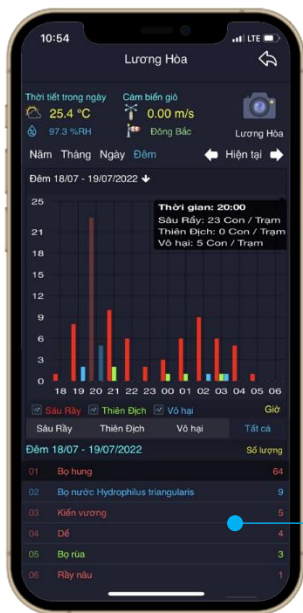 10:54 LTE
Lương Hòa
Thời tiết trong ngày Cảm biến gió
25.4 °C 0.00 m/s
97.3 %RH Đông Bắc Lương Hòa
Năm Tháng Ngày Đêm Hiện tại
Đêm 18/07 - 19/07/2022
Thời gian: 20:00
Sâu Rầy: 23 Con / Trạm
Thiên Địch: 0 Con / Trạm
Vô hại: 5 Con / Trạm
25
21
18
15
12
9
6
3
0
18 19 20 21 22 23 00 01 02 03 04 05 06
Sâu Rầy Thiên Địch Vô hại Giờ
Sâu Rầy Thiên Địch Vô hại Tất cả
Đêm 18/07 - 19/07/2022 Số lượng
01 Bọ hung 64
02 Bọ nước Hydrophilus triangularis 9
03 Kiến vương 5
04 Dế 4
05 Bọ rùa 3
06 Rầy nâu 1